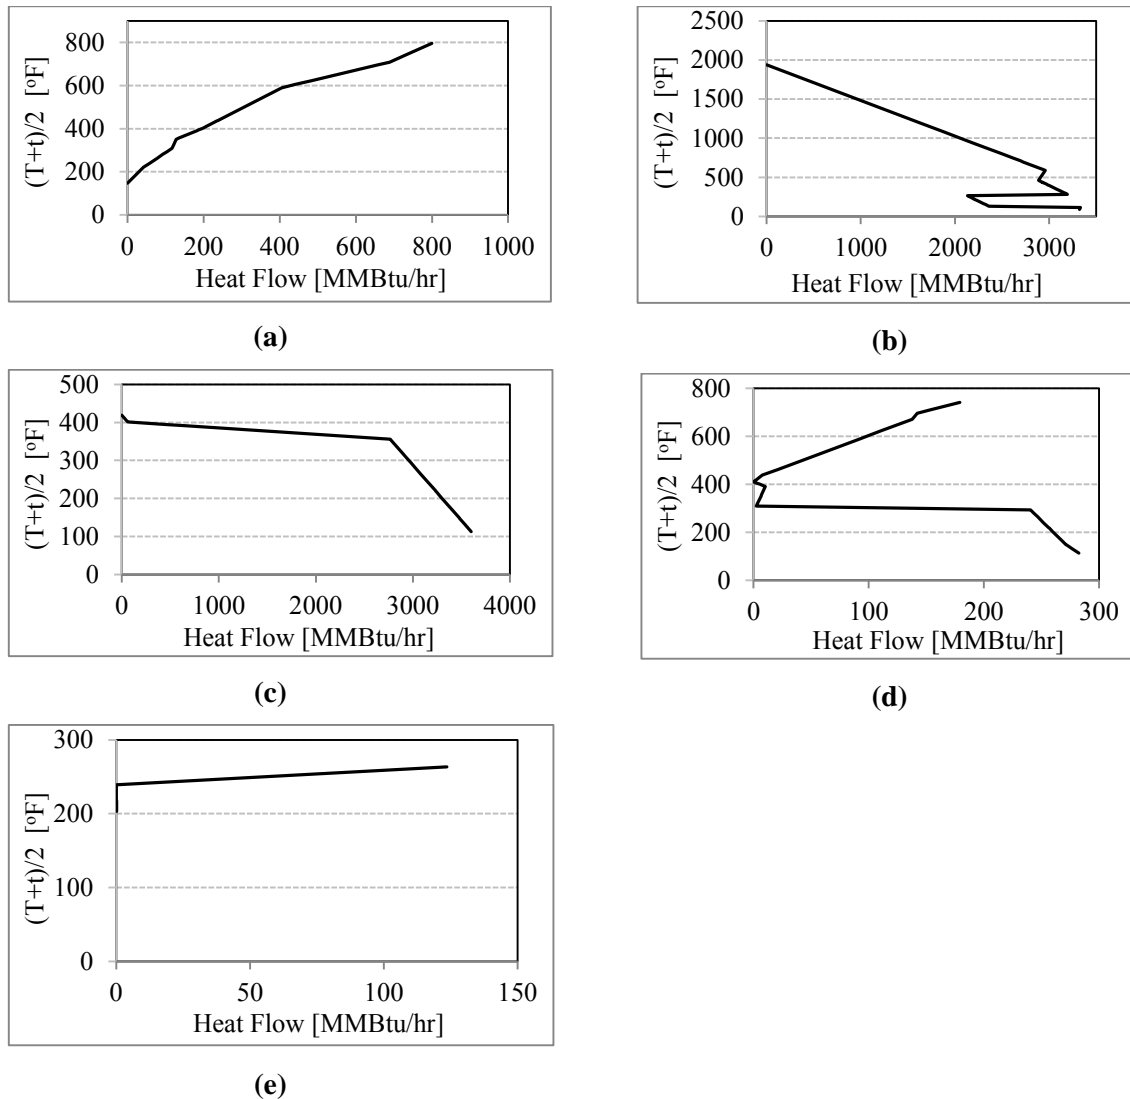 (T+t)/2 [ºF]
800
600
400
200
0
0 200 400 600 800 1000
Heat Flow [MMBtu/hr]
(a)
(T+t)/2 [ºF]
2500
2000
1500
1000
500
0
0 1000 2000 3000
Heat Flow [MMBtu/hr]
(b)
(T+t)/2 [ºF]
500
400
300
200
100
0
0 1000 2000 3000 4000
Heat Flow [MMBtu/hr]
(c)
(T+t)/2 [ºF]
800
600
400
200
0
0 100 200 300
Heat Flow [MMBtu/hr]
(d)
(T+t)/2 [ºF]
300
200
100
0
0 50 100 150
Heat Flow [MMBtu/hr]
(e)